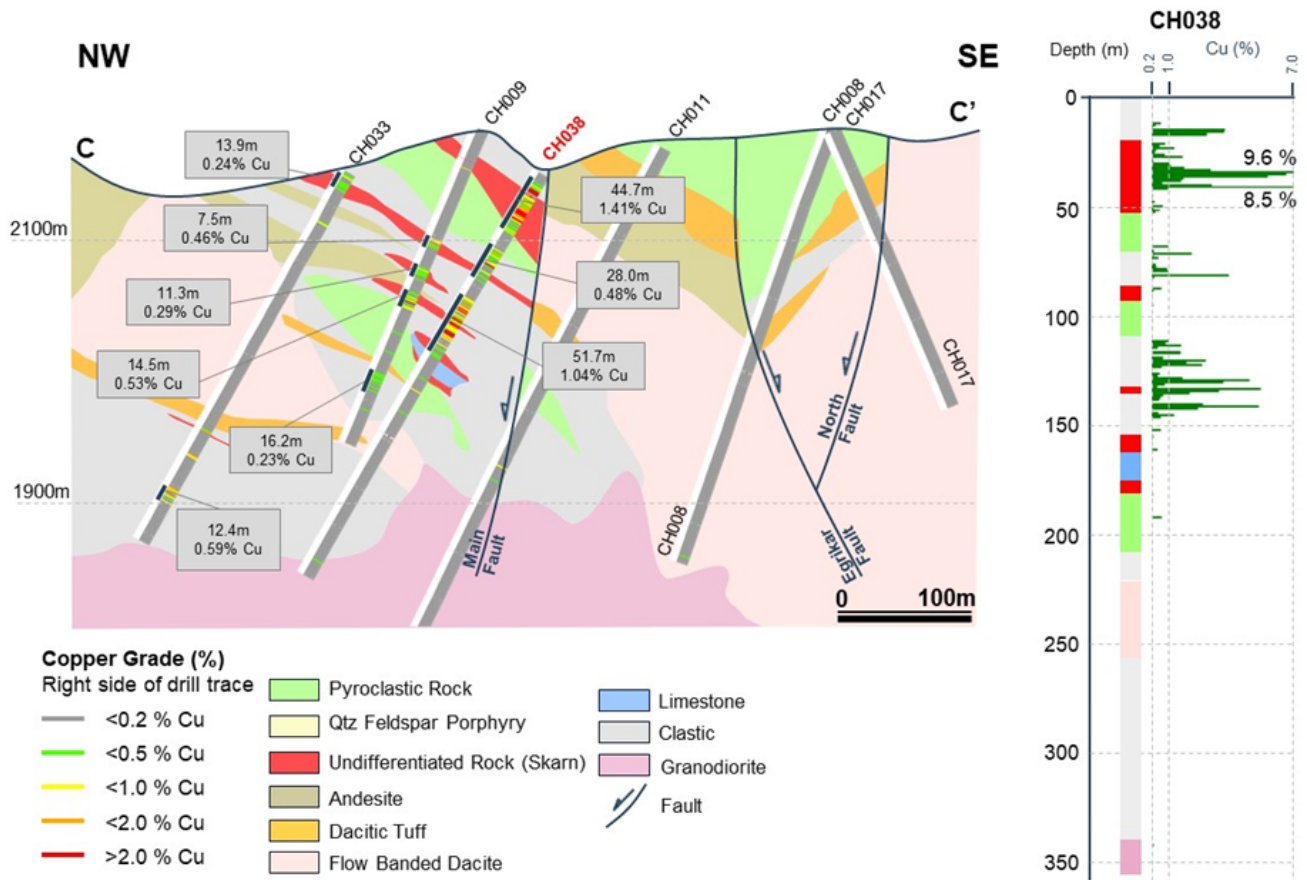 NW
SE
C
C’
CH033
CH009
CH038
CH011
CH008
CH017
13.9m
0.24% Cu
7.5m
0.46% Cu
11.3m
0.29% Cu
14.5m
0.53% Cu
16.2m
0.23% Cu
12.4m
0.59% Cu
44.7m
1.41% Cu
28.0m
0.48% Cu
51.7m
1.04% Cu
2100m
1900m
Main
Fault
CH008
North
Fault
Egrikar
Fault
CH017
0 100m
Copper Grade (%)
Right side of drill trace
<0.2 % Cu
<0.5 % Cu
<1.0 % Cu
<2.0 % Cu
>2.0 % Cu
Pyroclastic Rock
Qtz Feldspar Porphyry
Undifferentiated Rock (Skarn)
Andesite
Dacitic Tuff
Flow Banded Dacite
Limestone
Clastic
Granodiorite
Fault
CH038
Depth (m) Cu (%)
0.2 1.0 7.0
0
50
100
150
200
250
300
350
9.6 %
8.5 %